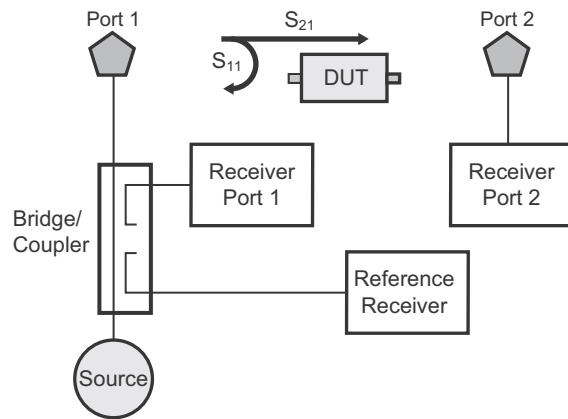 Port 1
S21
Port 2
S11
DUT
Receiver
Port 1
Receiver
Port 2
Bridge/
Coupler
Reference
Receiver
Source